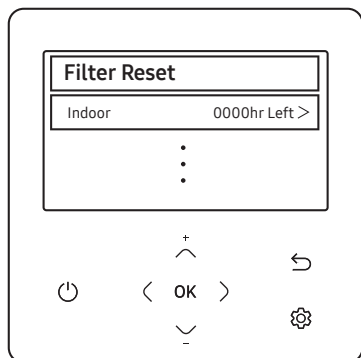 Filter Reset
Indoor 0000hr Left >
+
OK
-